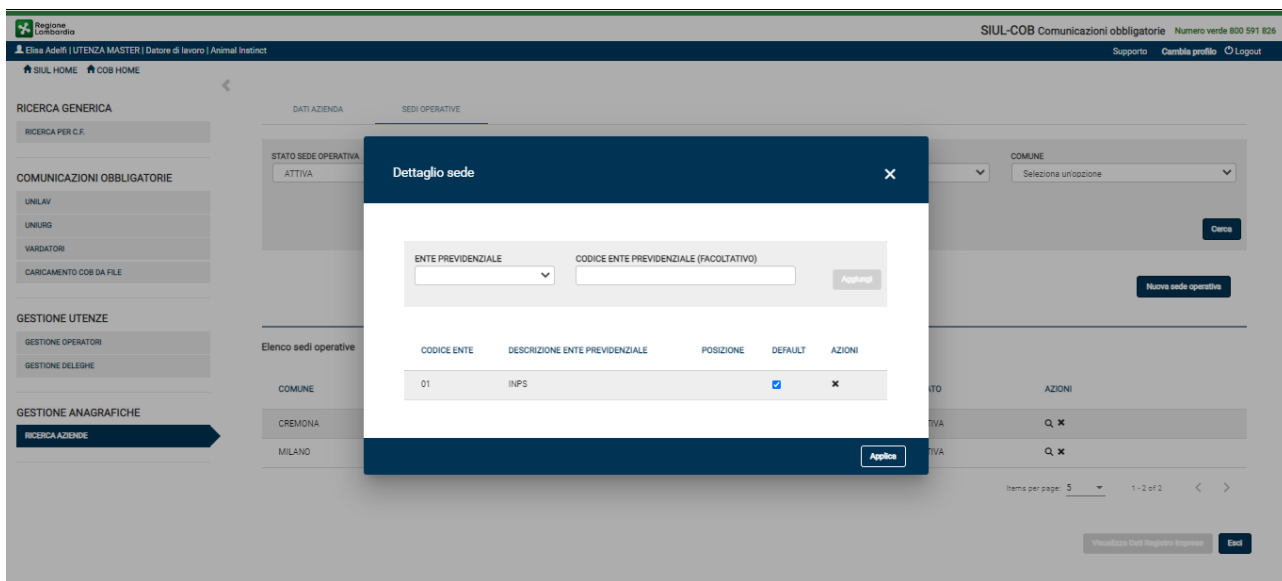 Regione
Lombardia
SIUL-COB Comunicazioni obbligatorie Numero verde 800 591 826
Elisa Adelfi | UTENZA MASTER | Datore di lavoro | Animal Instinct
Supporto Cambia profilo Logout
SIUL HOME COB HOME
RICERCA GENERICA
RICERCA PER C.F.
COMUNICAZIONI OBBLIGATORIE
UNILAV
UNIURG
VARDATORI
CARICAMENTO COB DA FILE
GESTIONE UTENZE
GESTIONE OPERATORI
GESTIONE DELEGHE
GESTIONE ANAGRAFICHE
RICERCA AZIENDE
DATI AZIENDA SEDI OPERATIVE
STATO SEDE OPERATIVA COMUNE
ATTIVA Seleziona un'opzione
Cerca
Nuova sede operativa
Elenco sedi operative
COMUNE ATO AZIONI
CREMONA TIVA
MILANO TIVA
Items per page: 5 1 - 2 of 2
Visualizza Dati Registro Imprese Esci
Dettaglio sede
ENTE PREVIDENZIALE CODICE ENTE PREVIDENZIALE (FACOLTATIVO)
Aggiungi
CODICE ENTE DESCRIZIONE ENTE PREVIDENZIALE POSIZIONE DEFAULT AZIONI
01 INPS
Applica